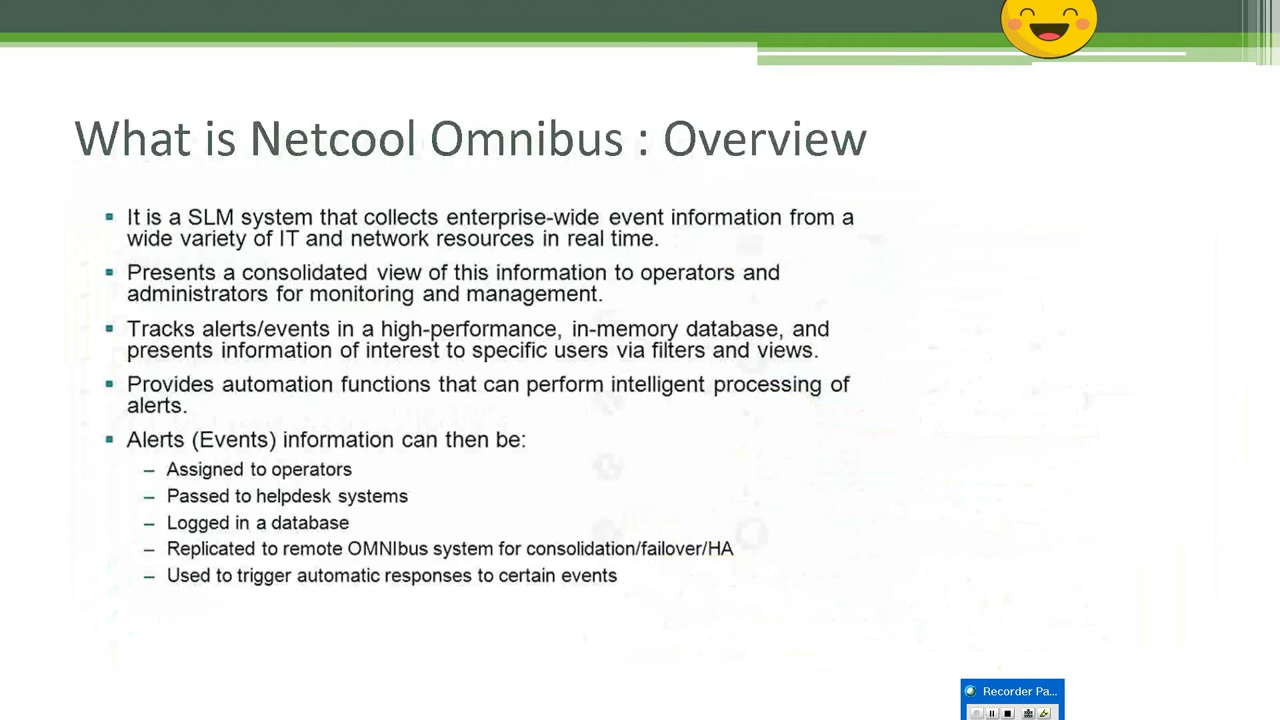 What is Netcool Omnibus : Overview
▪ It is a SLM system that collects enterprise-wide event information from a
wide variety of IT and network resources in real time.
▪ Presents a consolidated view of this information to operators and
administrators for monitoring and management.
▪ Tracks alerts/events in a high-performance, in-memory database, and
presents information of interest to specific users via filters and views.
▪ Provides automation functions that can perform intelligent processing of
alerts.
▪ Alerts (Events) information can then be:
– Assigned to operators
– Passed to helpdesk systems
– Logged in a database
– Replicated to remote OMNIbus system for consolidation/failover/HA
– Used to trigger automatic responses to certain events
Recorder Pa...